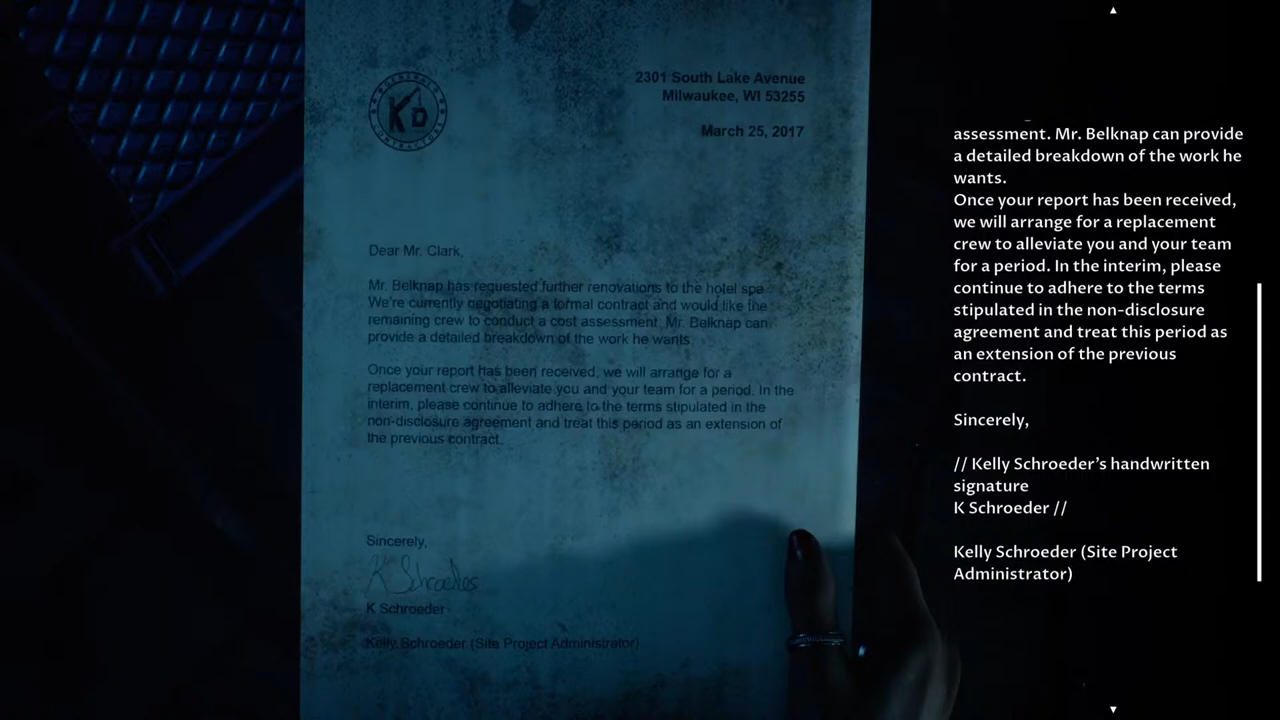 GENERAL
KD
CONTRACTORS
2301 South Lake Avenue
Milwaukee, WI 53255
March 25, 2017
Dear Mr. Clark,
Mr. Belknap has requested further renovations to the hotel spa.
We're currently negotiating a formal contract and would like the
remaining crew to conduct a cost assessment. Mr. Belknap can
provide a detailed breakdown of the work he wants.
Once your report has been received, we will arrange for a
replacement crew to alleviate you and your team for a period. In the
interim, please continue to adhere to the terms stipulated in the
non-disclosure agreement and treat this period as an extension of
the previous contract.
Sincerely,
K Schroeder
K Schroeder
Kelly Schroeder (Site Project Administrator)
assessment. Mr. Belknap can provide
a detailed breakdown of the work he
wants.
Once your report has been received,
we will arrange for a replacement
crew to alleviate you and your team
for a period. In the interim, please
continue to adhere to the terms
stipulated in the non-disclosure
agreement and treat this period as
an extension of the previous
contract.
Sincerely,
// Kelly Schroeder's handwritten
signature
K Schroeder //
Kelly Schroeder (Site Project
Administrator)